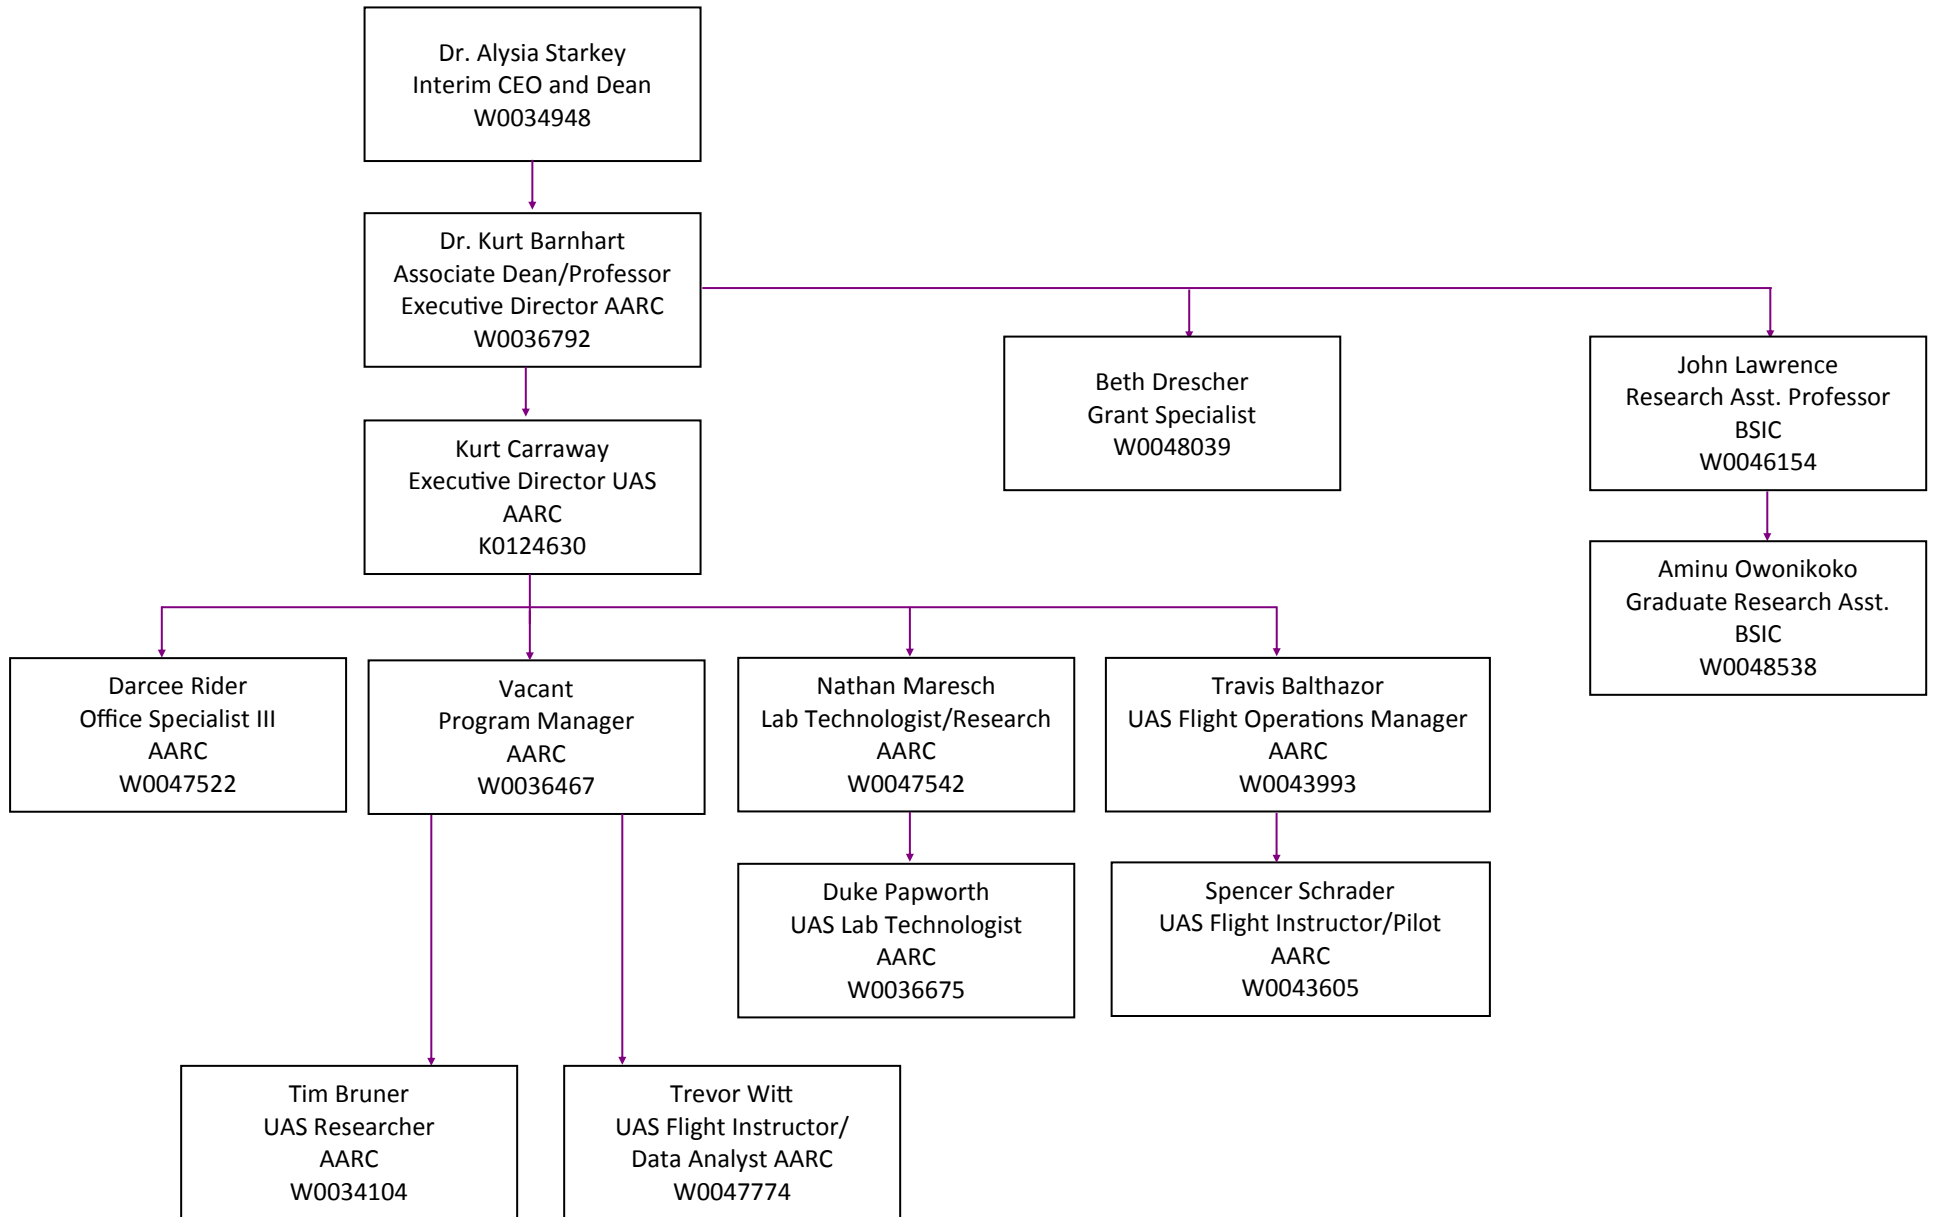 Dr. Alysia Starkey
Interim CEO and Dean
W0034948
Dr. Kurt Barnhart
Associate Dean/Professor
Executive Director AARC
W0036792
Beth Drescher
Grant Specialist
W0048039
John Lawrence
Research Asst. Professor
BSIC
W0046154
Kurt Carraway
Executive Director UAS
AARC
K0124630
Aminu Owonikoko
Graduate Research Asst.
BSIC
W0048538
Darcee Rider
Office Specialist III
AARC
W0047522
Vacant
Program Manager
AARC
W0036467
Nathan Maresch
Lab Technologist/Research
AARC
W0047542
Travis Balthazor
UAS Flight Operations Manager
AARC
W0043993
Duke Papworth
UAS Lab Technologist
AARC
W0036675
Spencer Schrader
UAS Flight Instructor/Pilot
AARC
W0043605
Tim Bruner
UAS Researcher
AARC
W0034104
Trevor Witt
UAS Flight Instructor/
Data Analyst AARC
W0047774